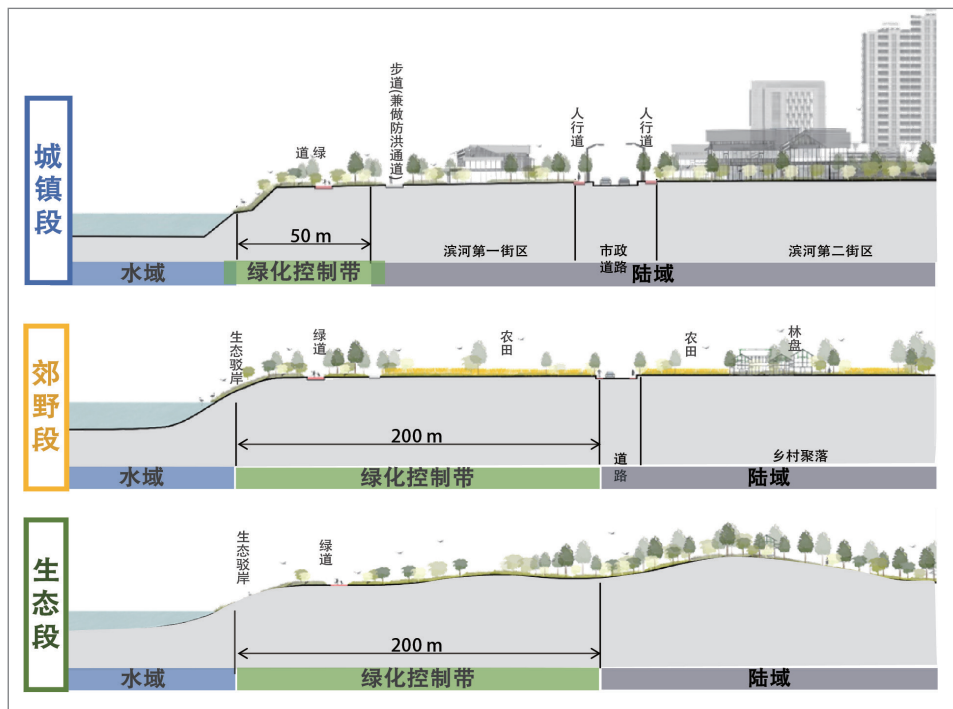 城镇段
道绿
步道(兼做防洪通道)
人行道
人行道
50 m
滨河第一街区
市政
道路
滨河第二街区
水域
绿化控制带
陆域
郊野段
生态驳岸
绿道
农田
农田
林盘
200 m
道路
乡村聚落
水域
绿化控制带
陆域
生态段
生态驳岸
绿道
200 m
水域
绿化控制带
陆域